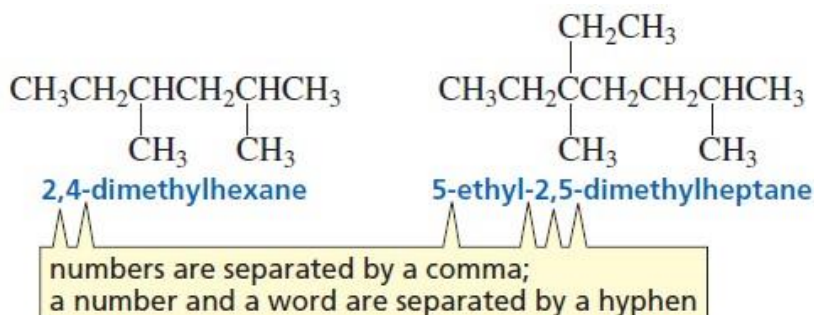 CH₂CH₃
CH₃CH₂CHCH₂CHCH₃
CH₃ CH₃
2,4-dimethylhexane
CH₃CH₂CCH₂CH₂CHCH₃
CH₃ CH₃
5-ethyl-2,5-dimethylheptane
numbers are separated by a comma;
a number and a word are separated by a hyphen